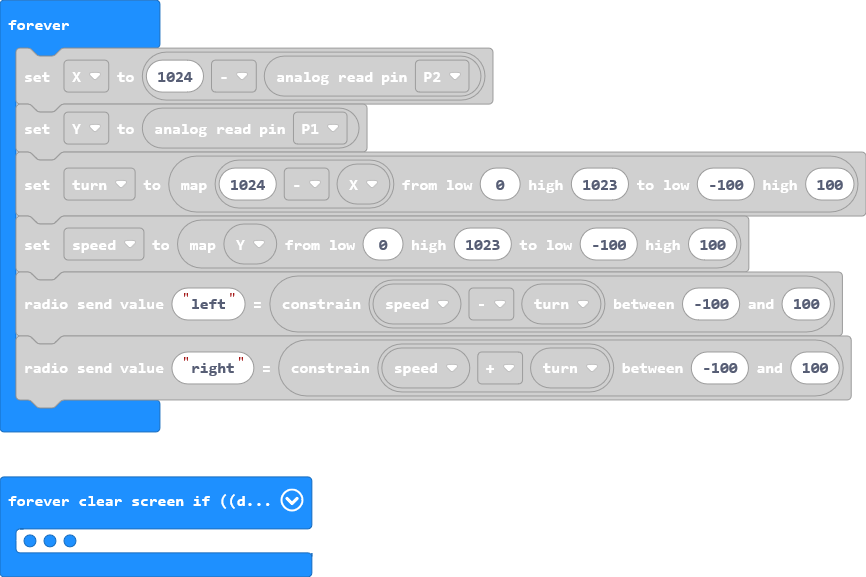 forever
set X to 1024 - analog read pin P2
set Y to analog read pin P1
set turn to map 1024 - X from low 0 high 1023 to low -100 high 100
set speed to map Y from low 0 high 1023 to low -100 high 100
radio send value "left" = constrain speed - turn between -100 and 100
radio send value "right" = constrain speed + turn between -100 and 100
forever clear screen if ((d...